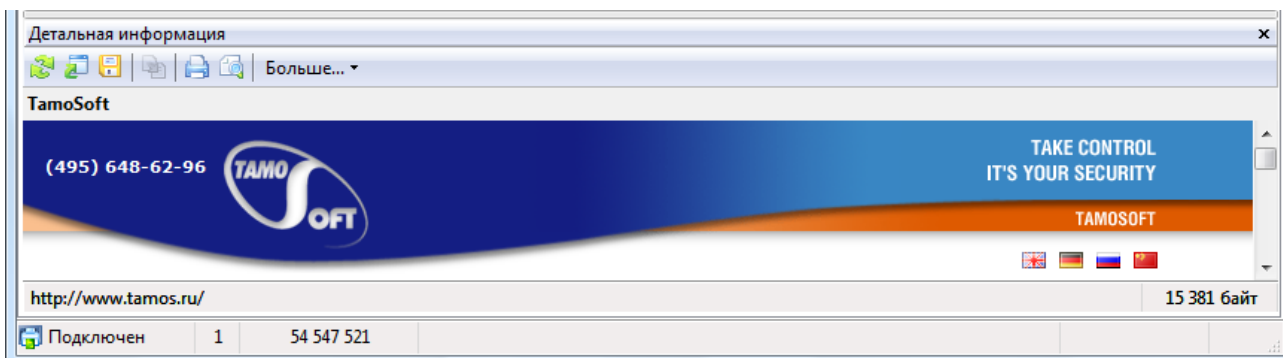 Детальная информация
Больше...
TamoSoft
(495) 648-62-96
TAMO
SOFT
TAKE CONTROL
IT'S YOUR SECURITY
TAMOSOFT
http://www.tamos.ru/ 15 381 байт
Подключен 1 54 547 521